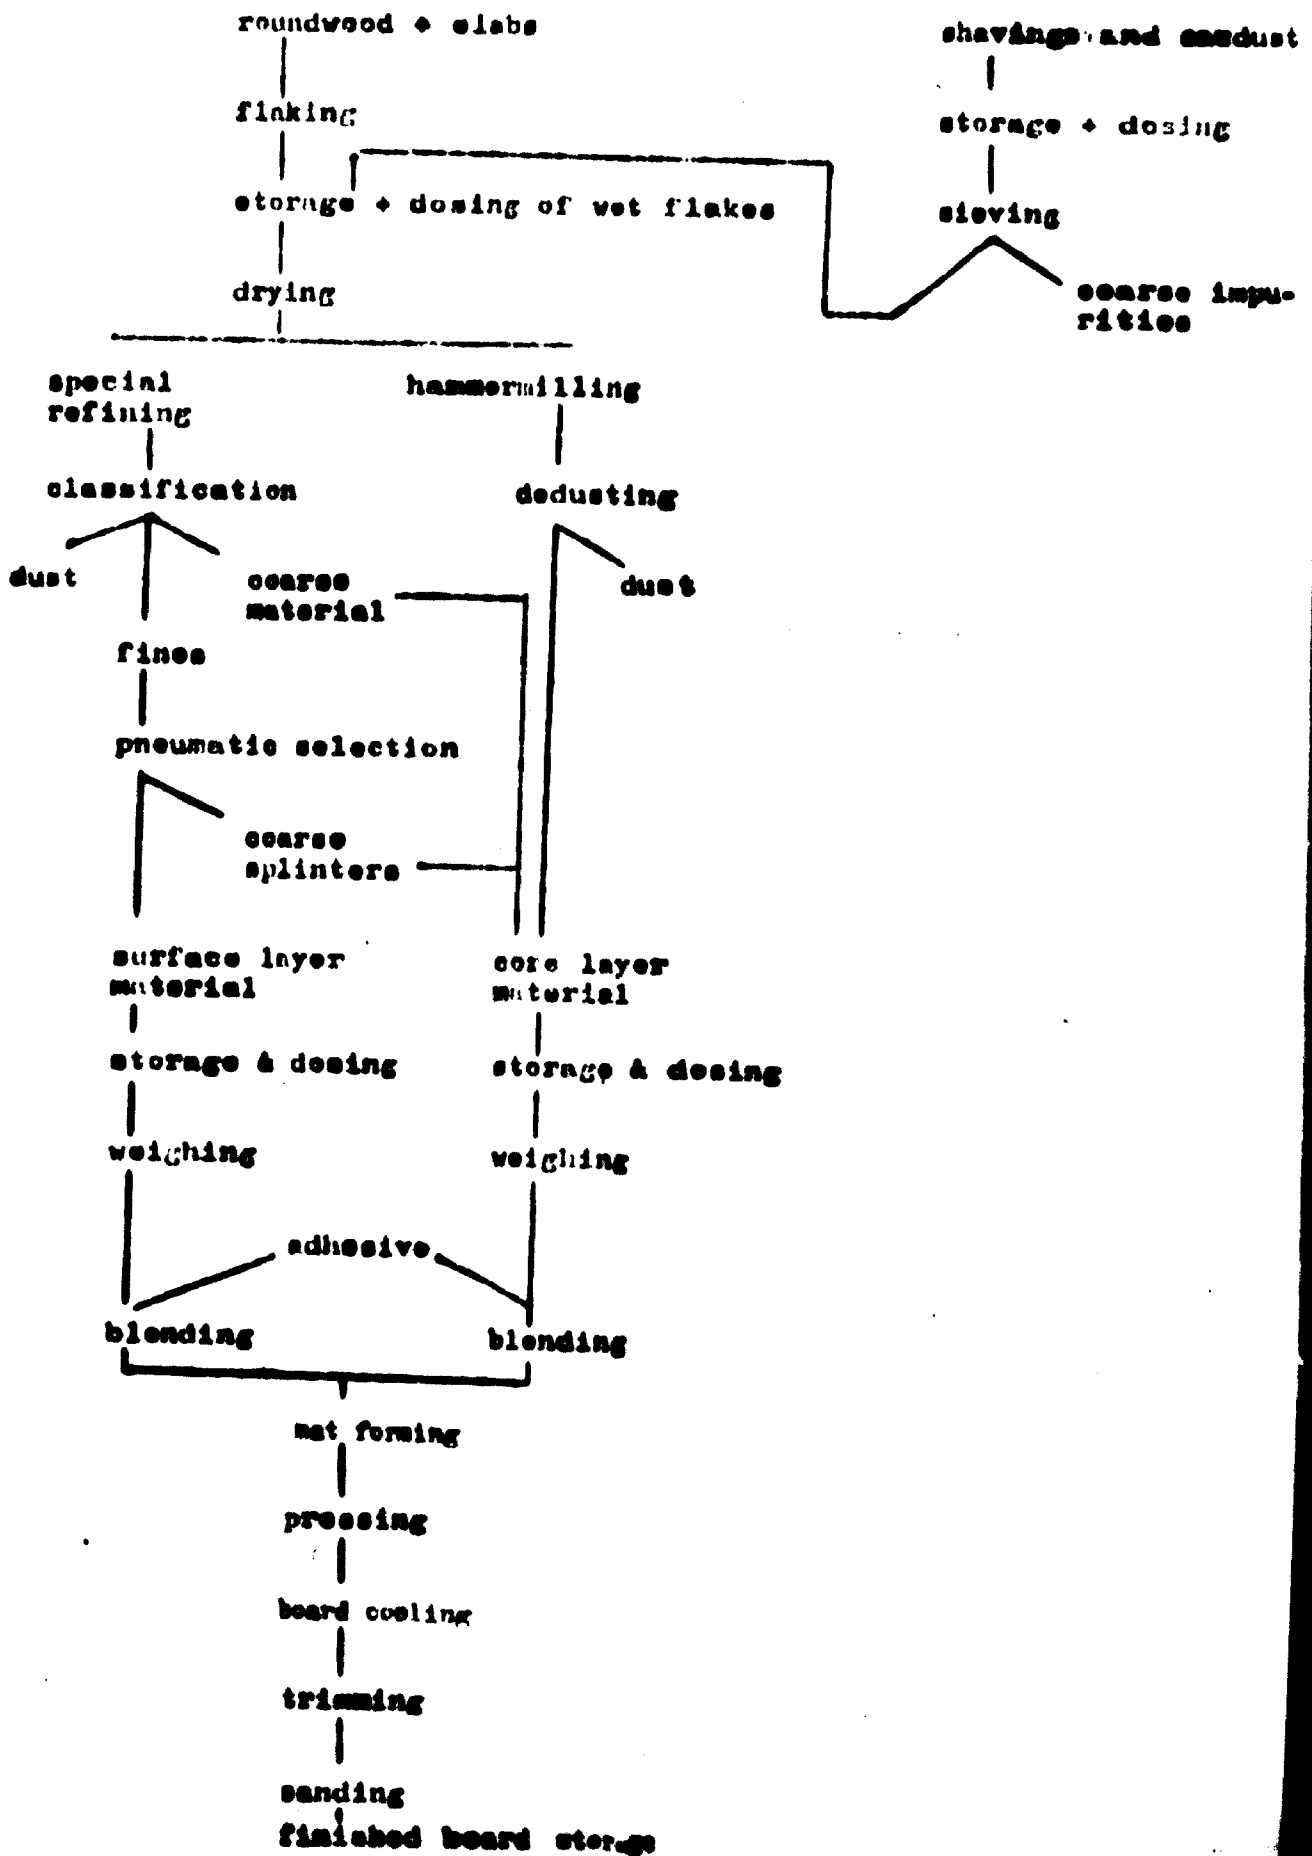 roundwood + slabs
shavings and sawdust
flaking
storage + dosing
storage + dosing of wet flakes
sieving
drying
coarse impu-
rities
special
refining
hammermilling
classification
dedusting
dust
coarse
material
dust
fines
pneumatic selection
coarse
splinters
surface layer
material
core layer
material
storage & dosing
storage & dosing
weighing
weighing
adhesive
blending
blending
mat forming
pressing
board cooling
trimming
sanding
finished board storage